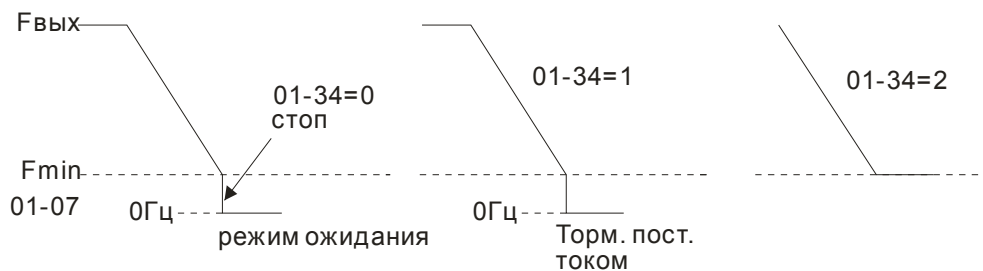 Fвых
01-34=0
стоп
Fmin
01-07
0Гц
режим ожидания
01-34=1
0Гц
Торм. пост.
током
01-34=2